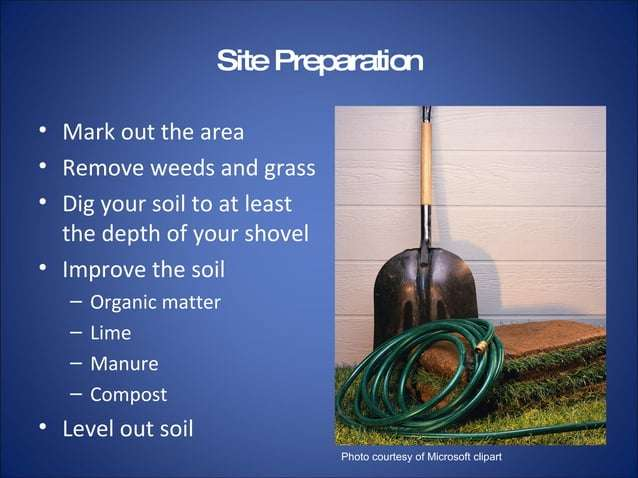 Site Preparation
• Mark out the area
• Remove weeds and grass
• Dig your soil to at least
the depth of your shovel
• Improve the soil
– Organic matter
– Lime
– Manure
– Compost
• Level out soil
Photo courtesy of Microsoft clipart